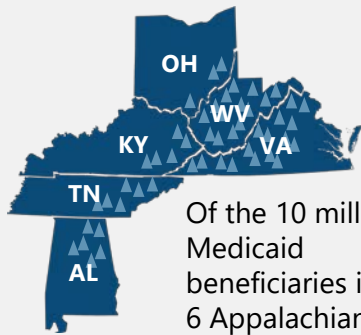 OH
WV
KY
VA
TN
AL
Of the 10 mill
Medicaid
beneficiaries i
6 Appalachian